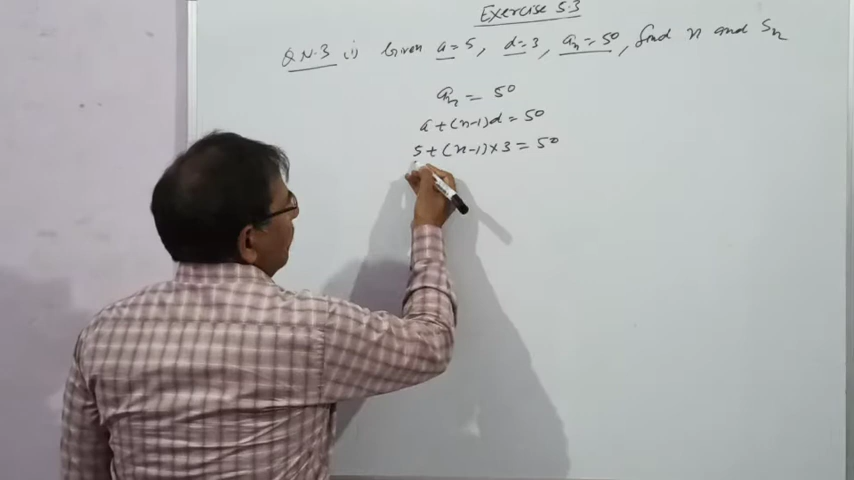 Exercise 5.3
Q.N.3 (i) Given a = 5, d = 3, aₙ = 50, find n and Sₙ
aₙ = 50
a + (n-1)d = 50
5 + (n-1)×3 = 50